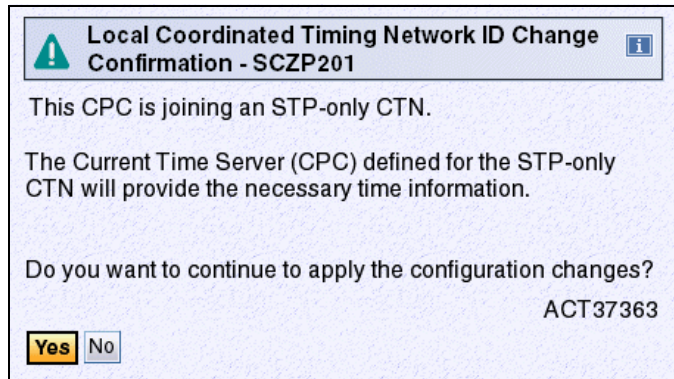 Local Coordinated Timing Network ID Change
Confirmation - SCZP201
This CPC is joining an STP-only CTN.
The Current Time Server (CPC) defined for the STP-only
CTN will provide the necessary time information.
Do you want to continue to apply the configuration changes?
ACT37363
Yes No